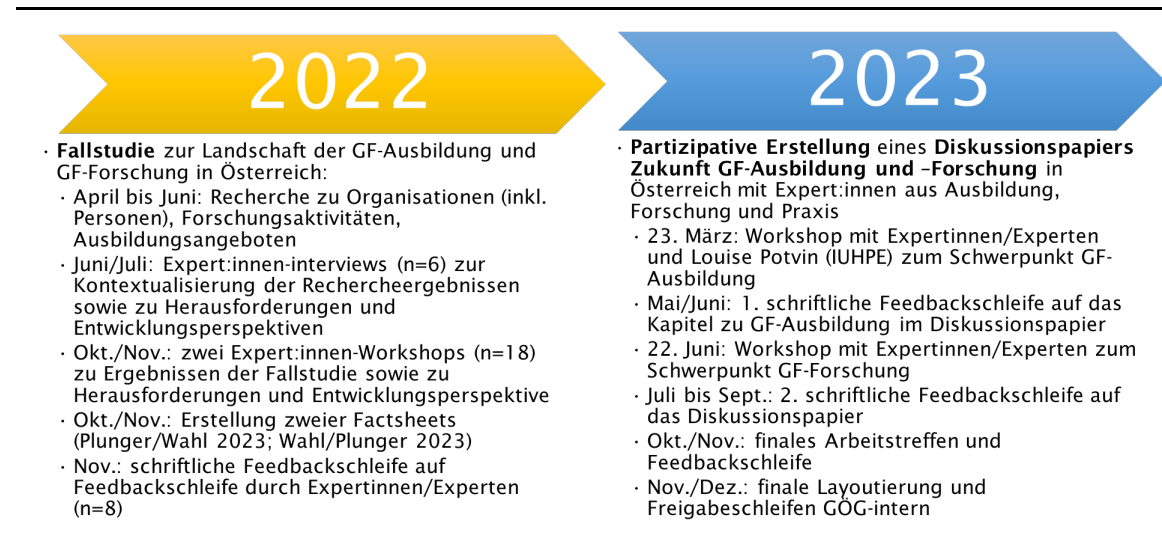 2022
· Fallstudie zur Landschaft der GF-Ausbildung und
GF-Forschung in Österreich:
· April bis Juni: Recherche zu Organisationen (inkl.
Personen), Forschungsaktivitäten,
Ausbildungsangeboten
· Juni/Juli: Expert:innen-interviews (n=6) zur
Kontextualisierung der Rechercheergebnissen
sowie zu Herausforderungen und
Entwicklungsperspektiven
· Okt./Nov.: zwei Expert:innen-Workshops (n=18)
zu Ergebnissen der Fallstudie sowie zu
Herausforderungen und Entwicklungsperspektive
· Okt./Nov.: Erstellung zweier Factsheets
(Plunger/Wahl 2023; Wahl/Plunger 2023)
· Nov.: schriftliche Feedbackschleife auf
Feedbackschleife durch Expertinnen/Experten
(n=8)
2023
· Partizipative Erstellung eines Diskussionspapiers
Zukunft GF-Ausbildung und –Forschung in
Österreich mit Expert:innen aus Ausbildung,
Forschung und Praxis
· 23. März: Workshop mit Expertinnen/Experten
und Louise Potvin (IUHPE) zum Schwerpunkt GF-
Ausbildung
· Mai/Juni: 1. schriftliche Feedbackschleife auf das
Kapitel zu GF-Ausbildung im Diskussionspapier
· 22. Juni: Workshop mit Expertinnen/Experten zum
Schwerpunkt GF-Forschung
· Juli bis Sept.: 2. schriftliche Feedbackschleife auf
das Diskussionspapier
· Okt./Nov.: finales Arbeitstreffen und
Feedbackschleife
· Nov./Dez.: finale Layoutierung und
Freigabeschleifen GÖG-intern